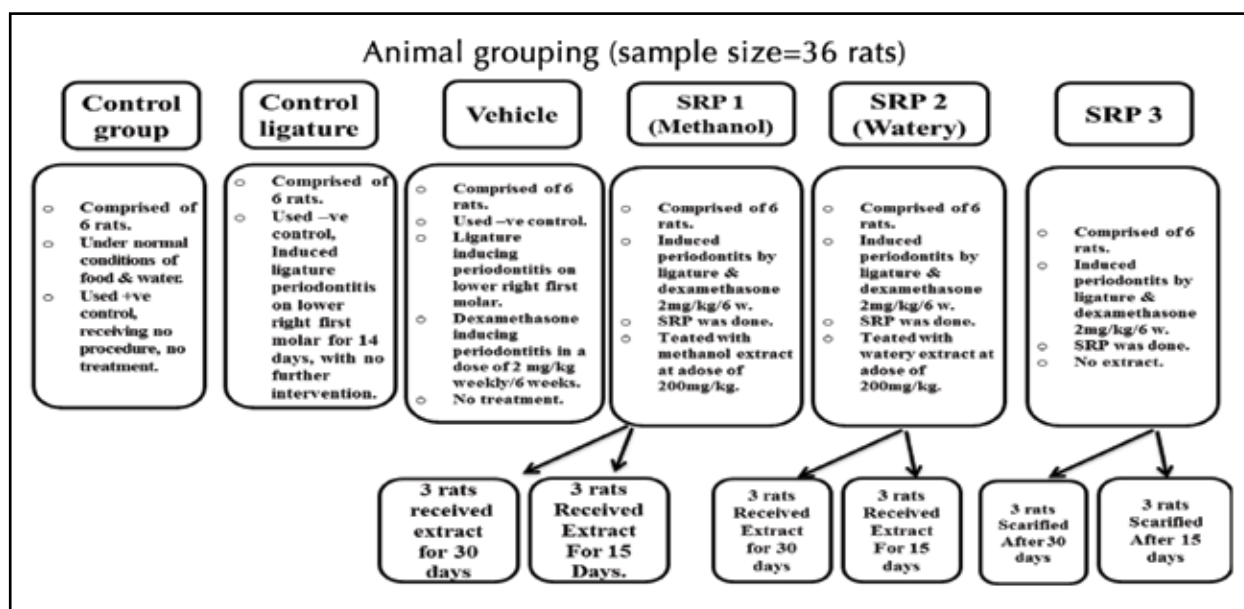 Animal grouping (sample size=36 rats)
Control
group
Control
ligature
Vehicle
SRP 1
(Methanol)
SRP 2
(Watery)
SRP 3
○ Comprised of
6 rats.
○ Under normal
conditions of
food & water.
○ Used +ve
control,
receiving no
procedure, no
treatment.
○ Comprised of
6 rats.
○ Used –ve
control,
Induced
ligature
periodontitis
on lower
right first
molar for 14
days, with no
further
intervention.
○ Comprised of 6
rats.
○ Used –ve control.
○ Ligature
inducing
periodontitis on
lower right first
molar.
○ Dexamethasone
inducing
periodontitis in a
dose of 2 mg/kg
weekly/6 weeks.
○ No treatment.
○ Comprised of 6
rats.
○ Induced
periodontits by
ligature &
dexamethasone
2mg/kg/6 w.
○ SRP was done.
○ Teated with
methanol extract
at adose of
200mg/kg.
○ Comprised of 6
rats.
○ Induced
periodontits by
ligature &
dexamethasone
2mg/kg/6 w.
○ SRP was done.
○ Teated with
watery extract at
adose of
200mg/kg.
○ Comprised of 6
rats.
○ Induced
periodontits by
ligature &
dexamethasone
2mg/kg/6 w.
○ SRP was done.
○ No extract.
3 rats
received
extract
for 30
days
3 rats
Received
Extract
For 15
Days.
3 rats
Received
Extract
for 30
days
3 rats
Received
Extract
For 15
days
3 rats
Scarified
After 30
days
3 rats
Scarified
After 15
days